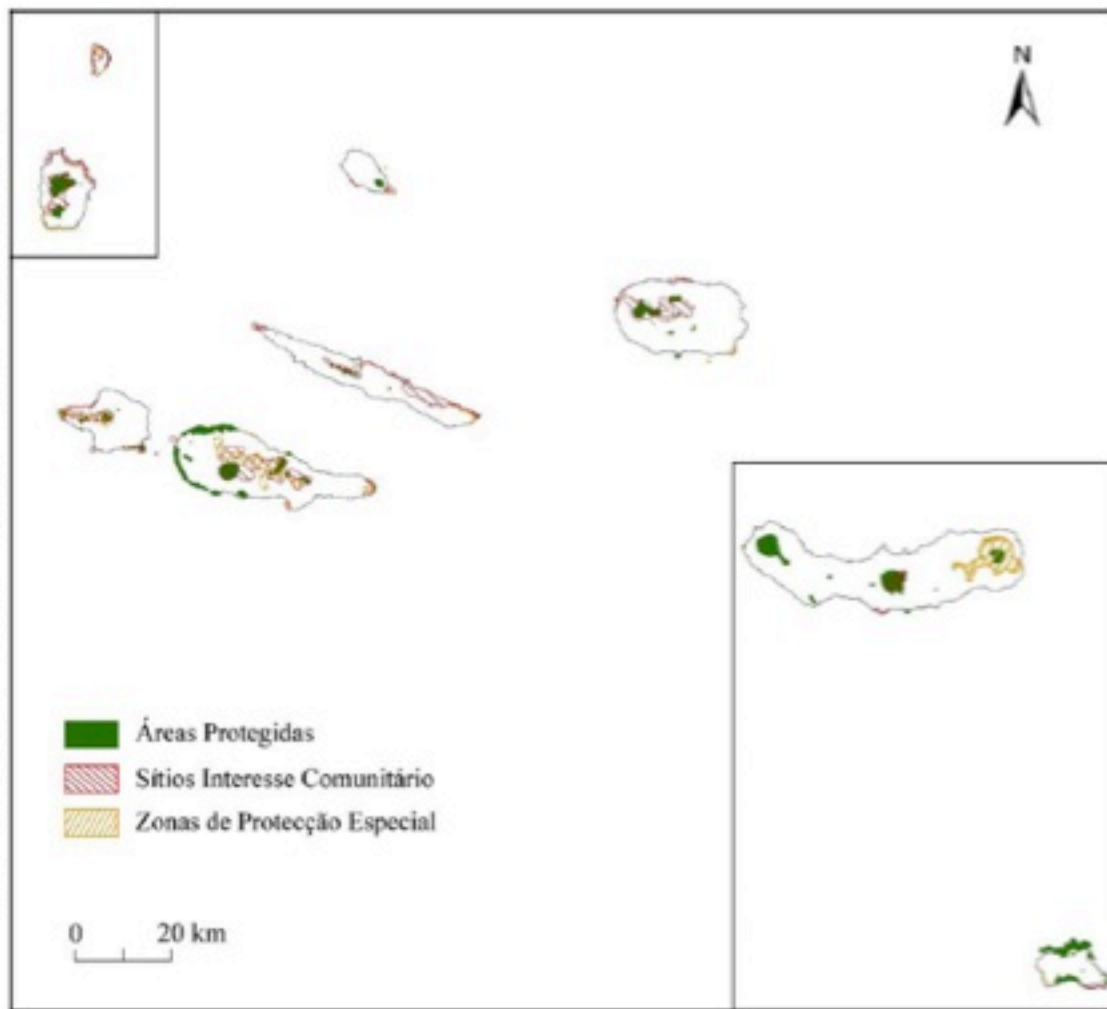 N
Áreas Protegidas
Sítios Interesse Comunitário
Zonas de Protecção Especial
0 20 km